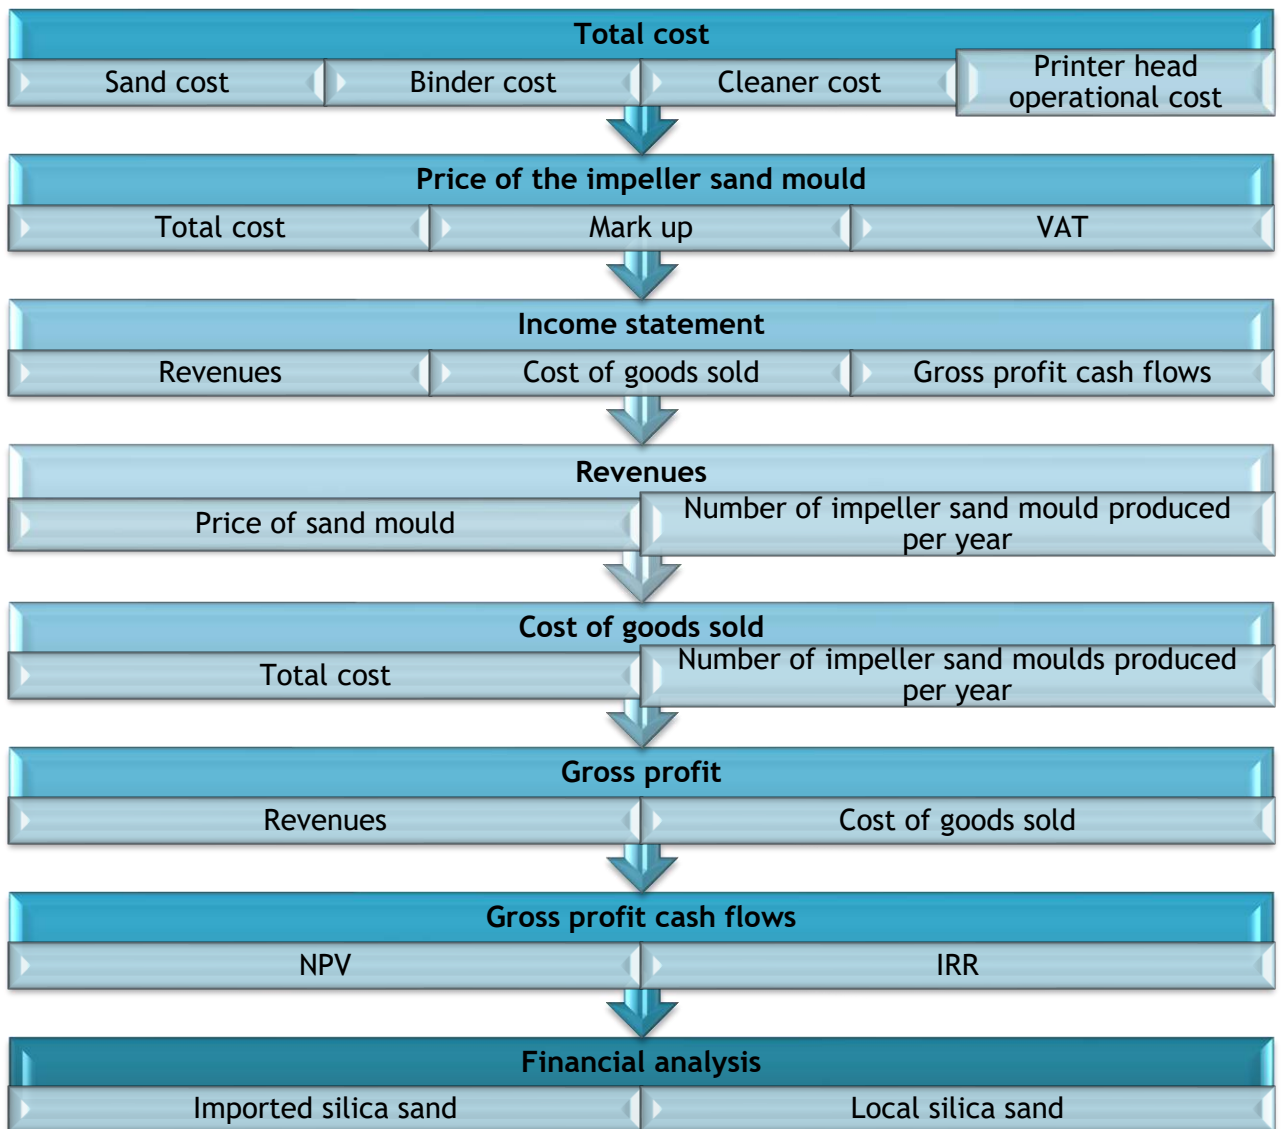 Total cost
Sand cost
Binder cost
Cleaner cost
Printer head
operational cost
Price of the impeller sand mould
Total cost
Mark up
VAT
Income statement
Revenues
Cost of goods sold
Gross profit cash flows
Revenues
Price of sand mould
Number of impeller sand mould produced
per year
Cost of goods sold
Total cost
Number of impeller sand moulds produced
per year
Gross profit
Revenues
Cost of goods sold
Gross profit cash flows
NPV
IRR
Financial analysis
Imported silica sand
Local silica sand